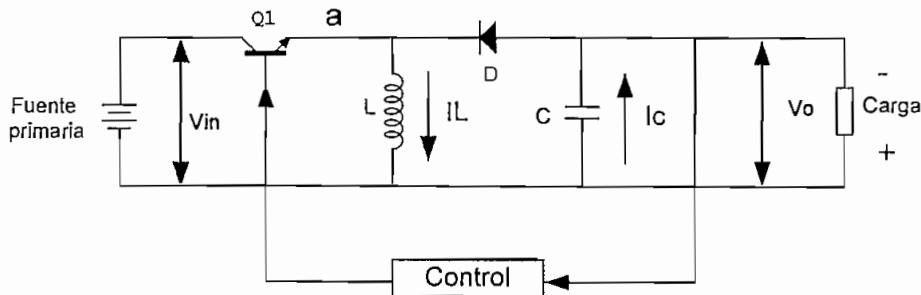 Q1
a
D
Fuente
primaria
Vin
L
IL
C
Ic
Vo
-
Carga
+
Control